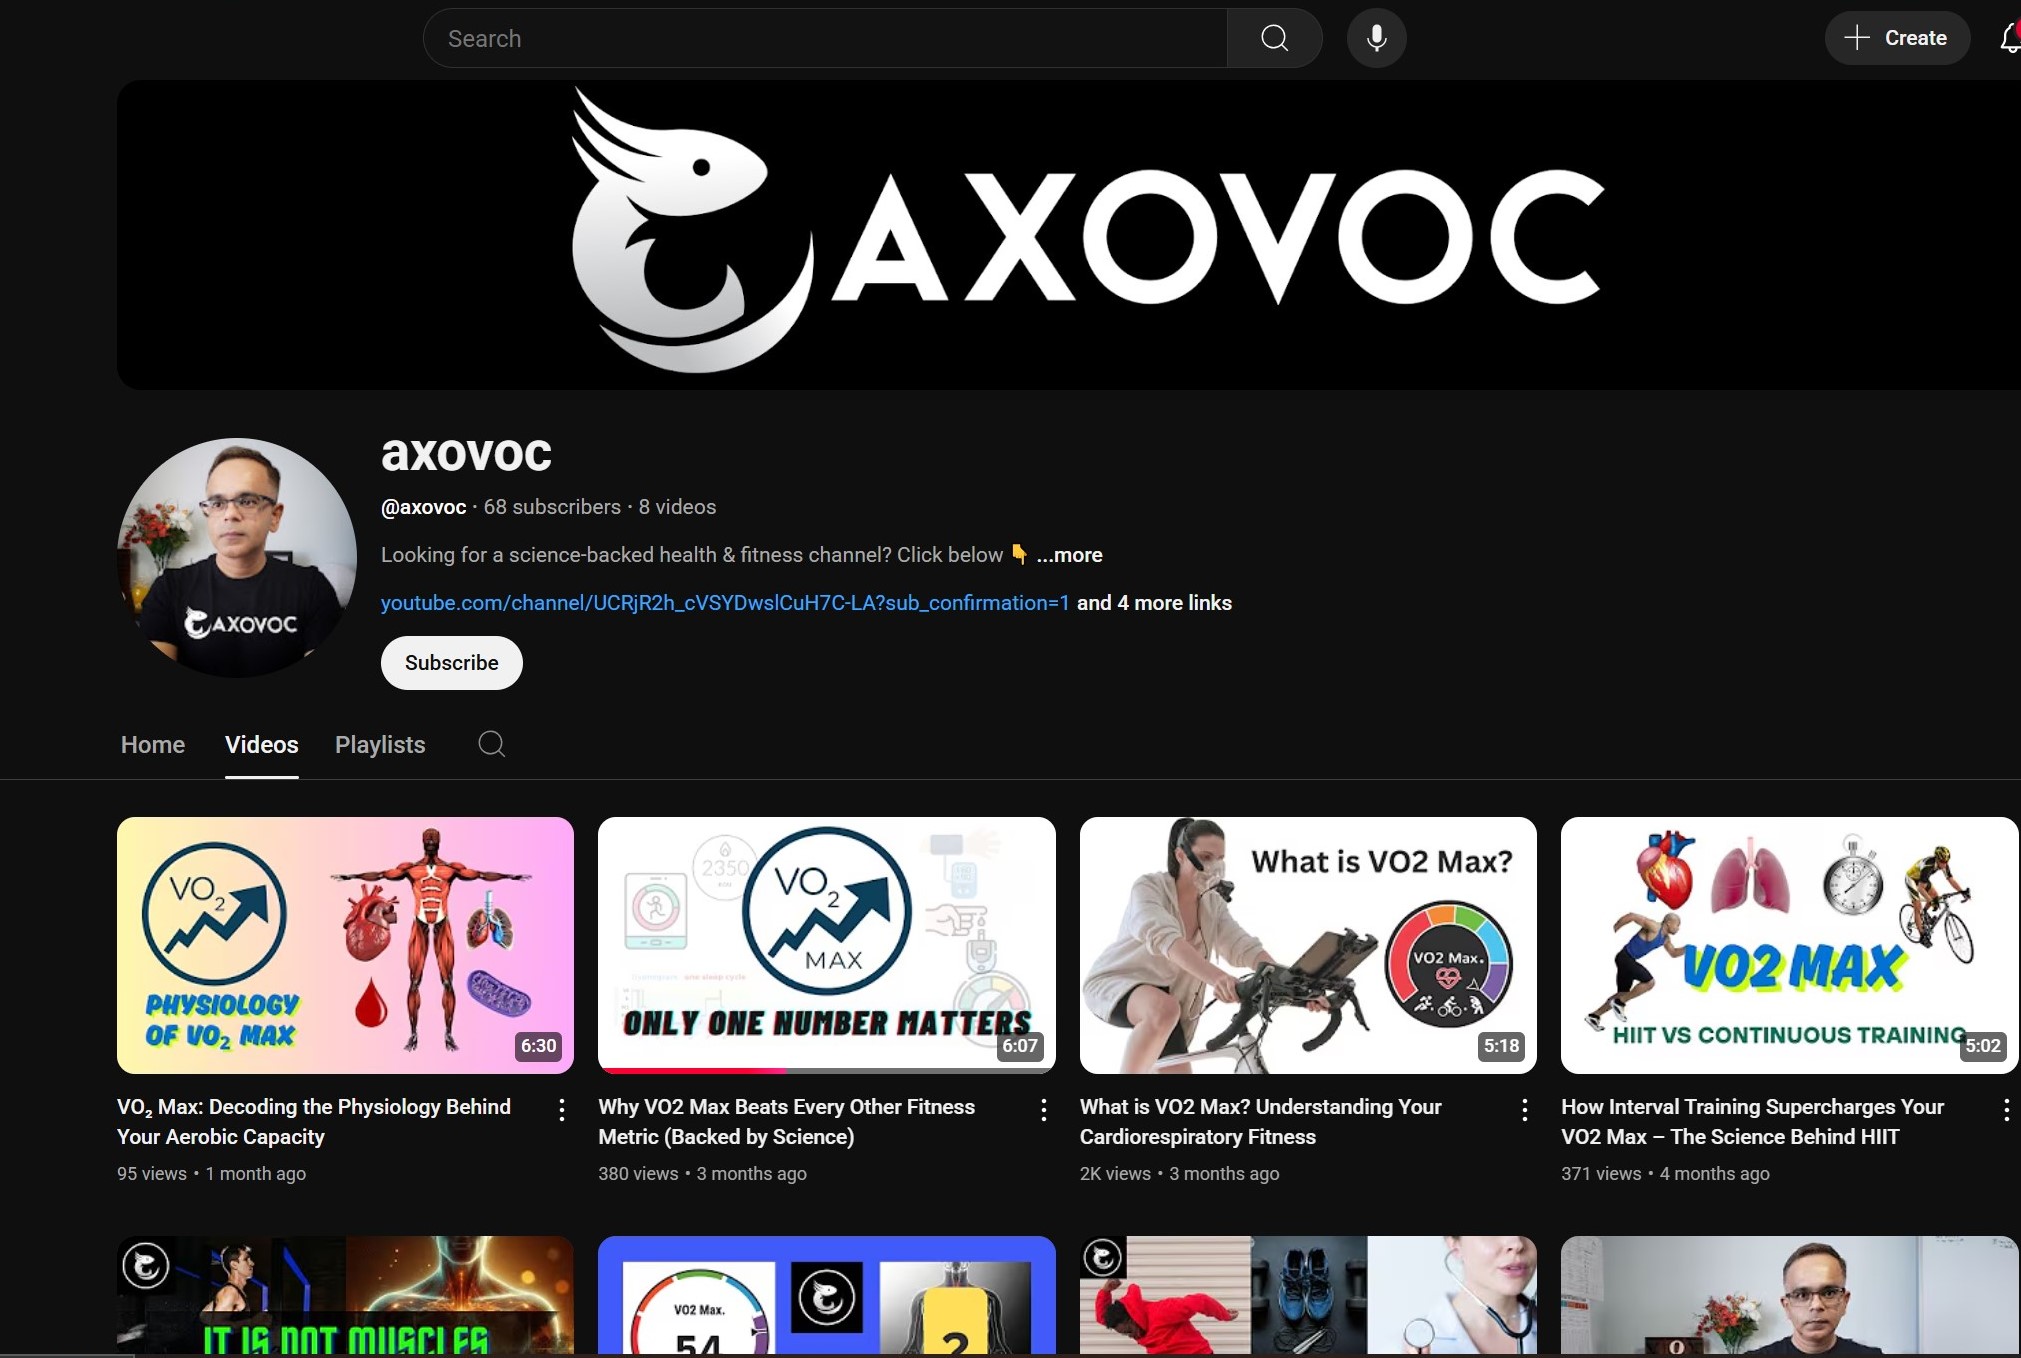 Search
Create
AXOVOC
axovoc
@axovoc · 68 subscribers · 8 videos
Looking for a science-backed health & fitness channel? Click below 👇 ...more
youtube.com/channel/UCRjR2h_cVSYDwslCuH7C-LA?sub_confirmation=1 and 4 more links
AXOVOC
Subscribe
Home Videos Playlists
VO2
PHYSIOLOGY
OF VO2 MAX
6:30
2350
VO2
MAX
ONLY ONE NUMBER MATTERS
6:07
What is VO2 Max?
VO2 Max.
5:18
VO2 MAX
HIIT VS CONTINUOUS TRAINING
5:02
VO₂ Max: Decoding the Physiology Behind
Your Aerobic Capacity
95 views • 1 month ago
Why VO2 Max Beats Every Other Fitness
Metric (Backed by Science)
380 views • 3 months ago
What is VO2 Max? Understanding Your
Cardiorespiratory Fitness
2K views • 3 months ago
How Interval Training Supercharges Your
VO2 Max – The Science Behind HIIT
371 views • 4 months ago
IT IS NOT MUSCLES
VO2 Max.
54
?